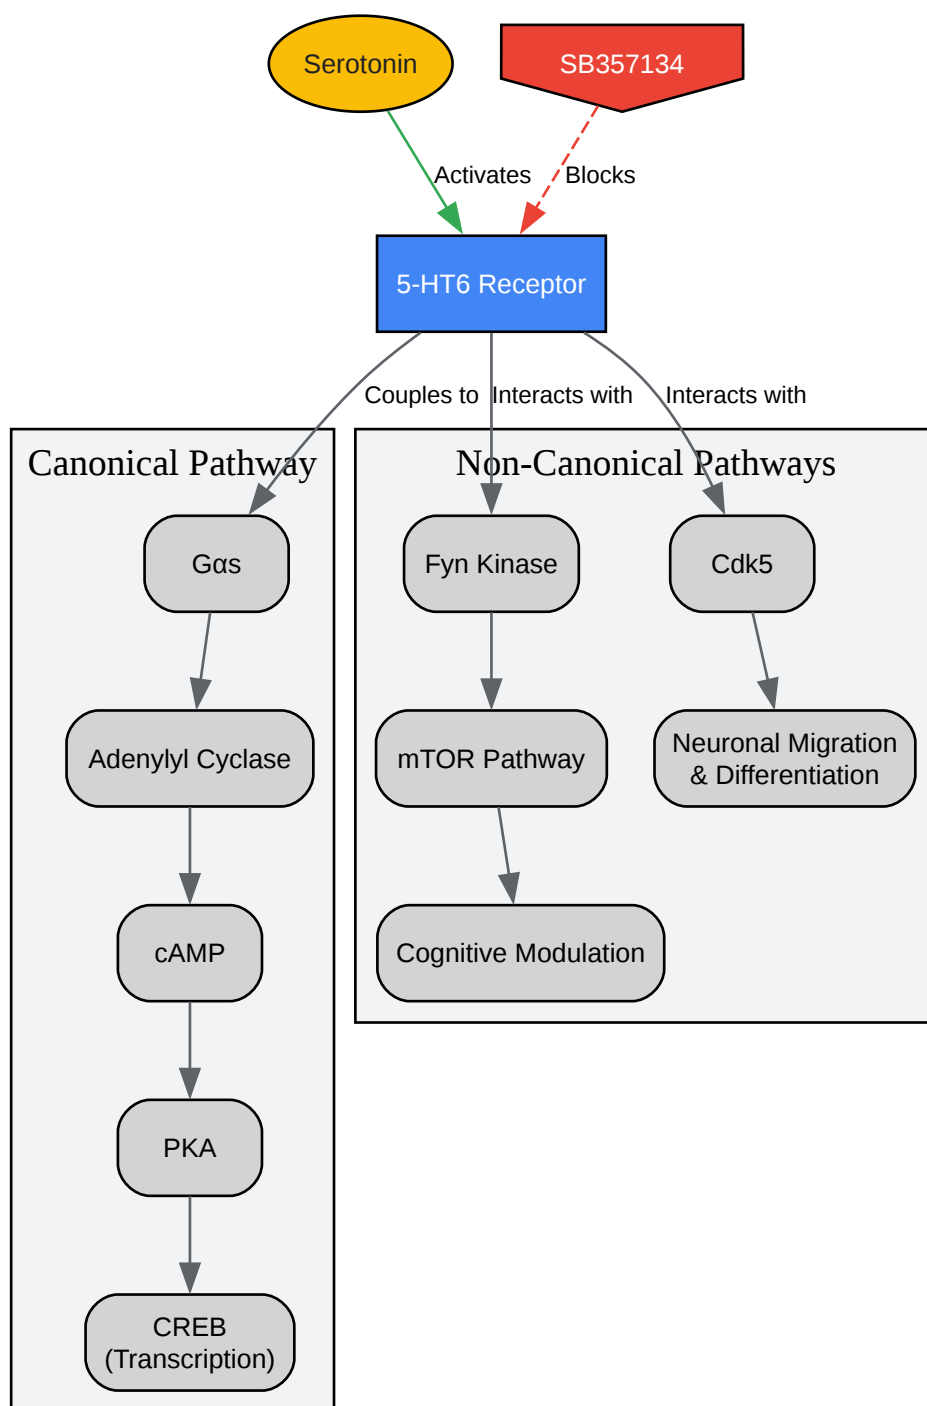 Serotonin
SB357134
Activates
Blocks
5-HT6 Receptor
Couples to
Interacts with
Interacts with
Canonical Pathway
Non-Canonical Pathways
Gαs
Fyn Kinase
Cdk5
Adenylyl Cyclase
mTOR Pathway
Neuronal Migration
& Differentiation
cAMP
Cognitive Modulation
PKA
CREB
(Transcription)